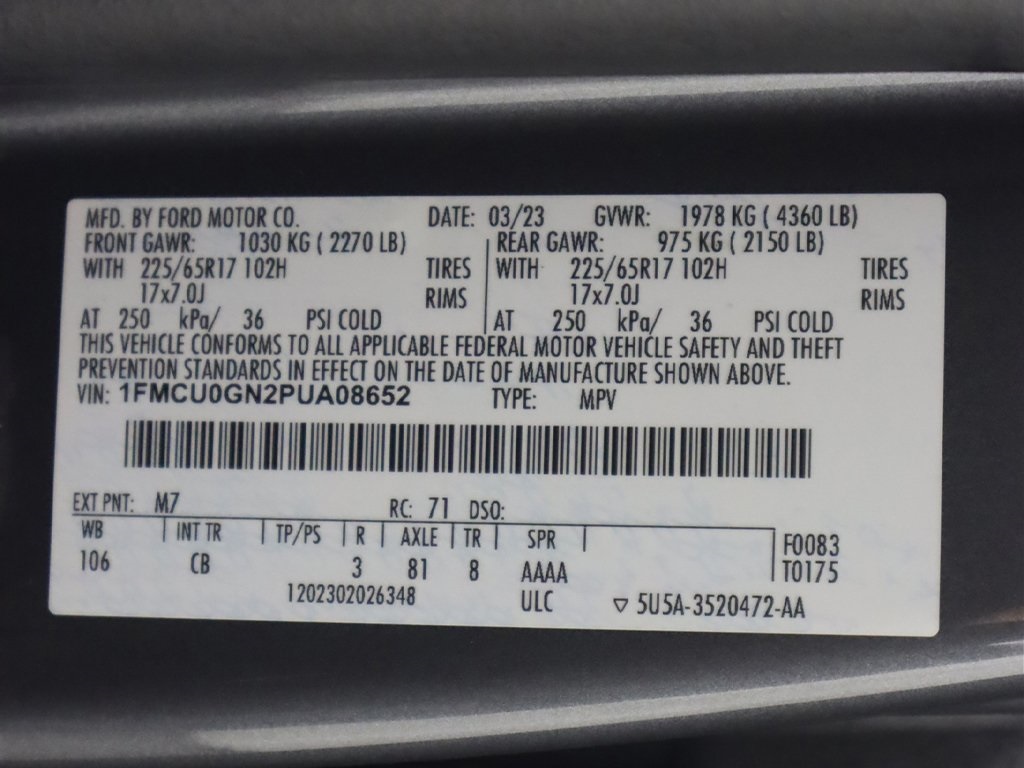 MFD. BY FORD MOTOR CO. DATE: 03/23 GVWR: 1978 KG ( 4360 LB)
FRONT GAWR: 1030 KG ( 2270 LB) REAR GAWR: 975 KG ( 2150 LB)
WITH 225/65R17 102H TIRES WITH 225/65R17 102H TIRES
17x7.0J RIMS 17x7.0J RIMS
AT 250 kPa/ 36 PSI COLD AT 250 kPa/ 36 PSI COLD
THIS VEHICLE CONFORMS TO ALL APPLICABLE FEDERAL MOTOR VEHICLE SAFETY AND THEFT
PREVENTION STANDARDS IN EFFECT ON THE DATE OF MANUFACTURE SHOWN ABOVE.
VIN: 1FMCU0GN2PUA08652 TYPE: MPV
EXT PNT: M7 RC: 71 DSO:
WB INT TR TP/PS R AXLE TR SPR F0083
106 CB 3 81 8 AAAA T0175
1202302026348 ULC ▽ 5U5A-3520472-AA